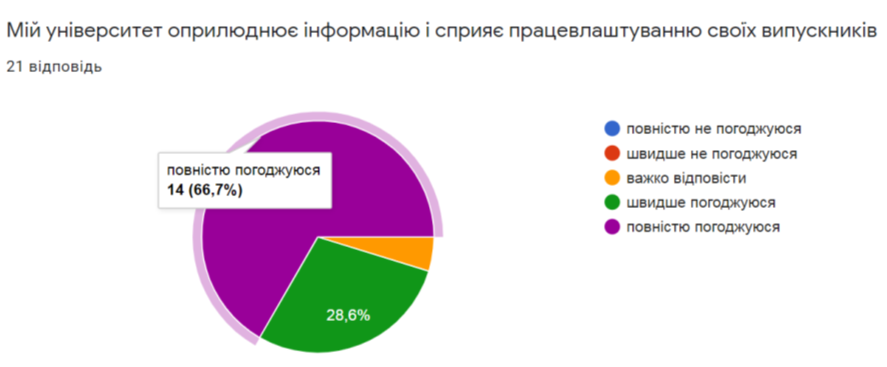 Мій університет оприлюднює інформацію і сприяє працевлаштуванню своїх випускників
21 відповідь
повністю погоджуюся
14 (66,7%)
28,6%
повністю не погоджуюся
швидше не погоджуюся
важко відповісти
швидше погоджуюся
повністю погоджуюся